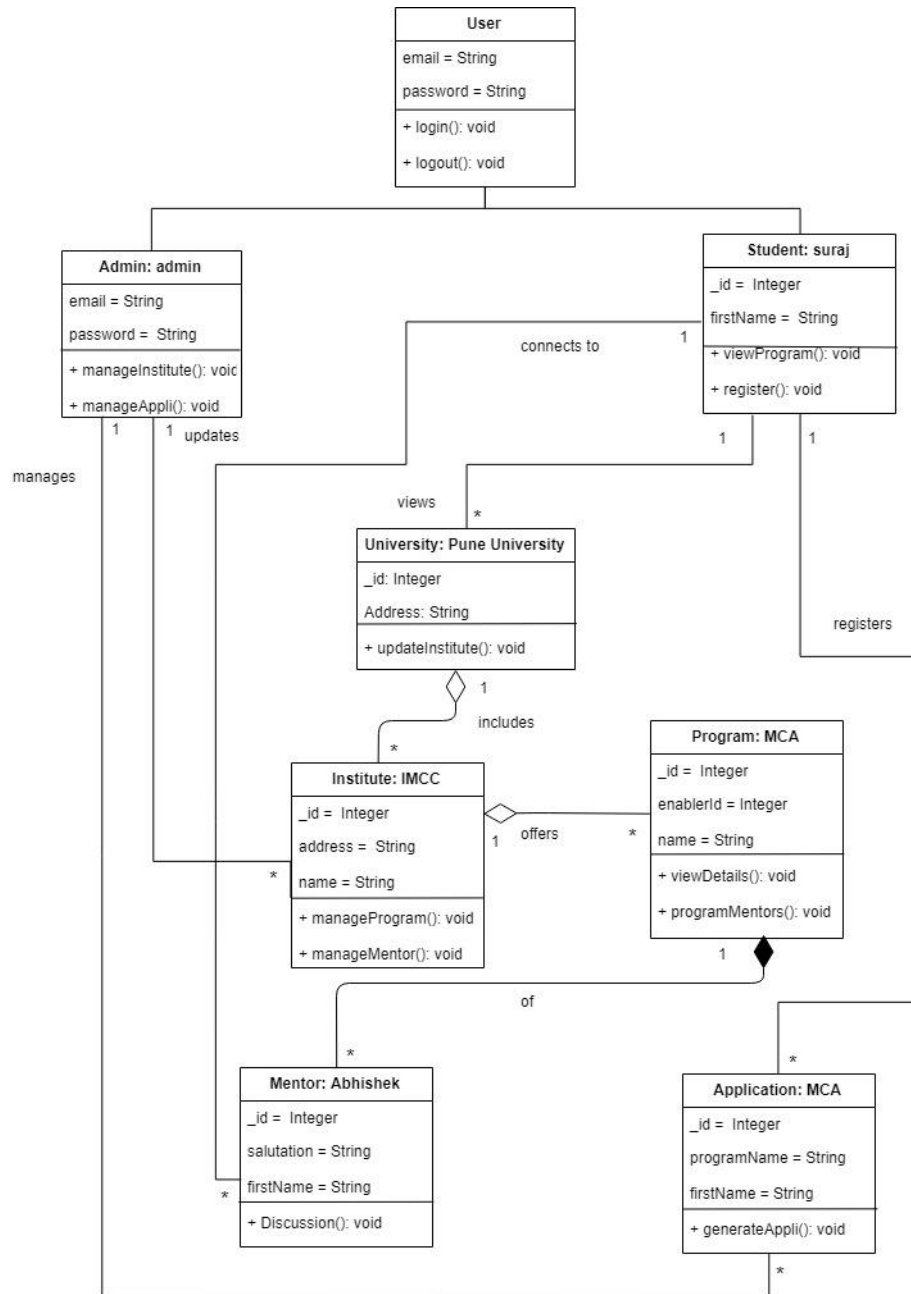 User
email = String
password = String
+ login(): void
+ logout(): void
Admin: admin
email = String
password =  String
+ manageInstitute(): void
+ manageAppli(): void
Student: suraj
_id =  Integer
firstName =  String
+ viewProgram(): void
+ register(): void
connects to
1
1
1
updates
1
1
manages
views
*
University: Pune University
_id: Integer
Address: String
+ updateInstitute(): void
registers
1
includes
*
Institute: IMCC
_id =  Integer
address =  String
name = String
+ manageProgram(): void
+ manageMentor(): void
*
1
offers
*
Program: MCA
_id =  Integer
enablerId = Integer
name = String
+ viewDetails(): void
+ programMentors(): void
1
of
*
*
Mentor: Abhishek
_id =  Integer
salutation = String
firstName = String
+ Discussion(): void
*
Application: MCA
_id =  Integer
programName = String
firstName = String
+ generateAppli(): void
*